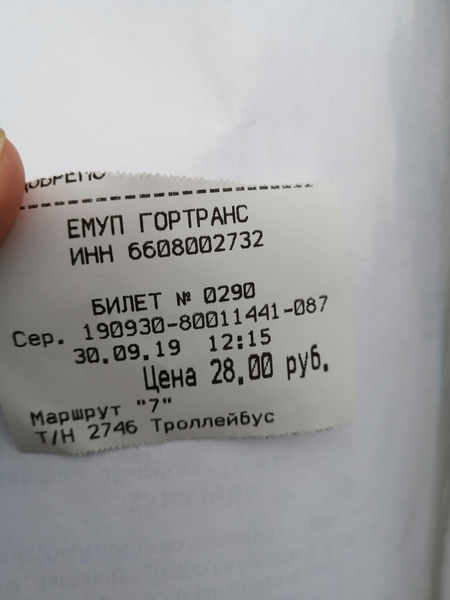 ЕМУП ГОРТРАНС
ИНН 6608002732
БИЛЕТ № 0290
Сер. 190930-80011441-087
30.09.19 12:15
Цена 28.00 руб.
Маршрут "7"
Т/Н 2746 Троллейбус